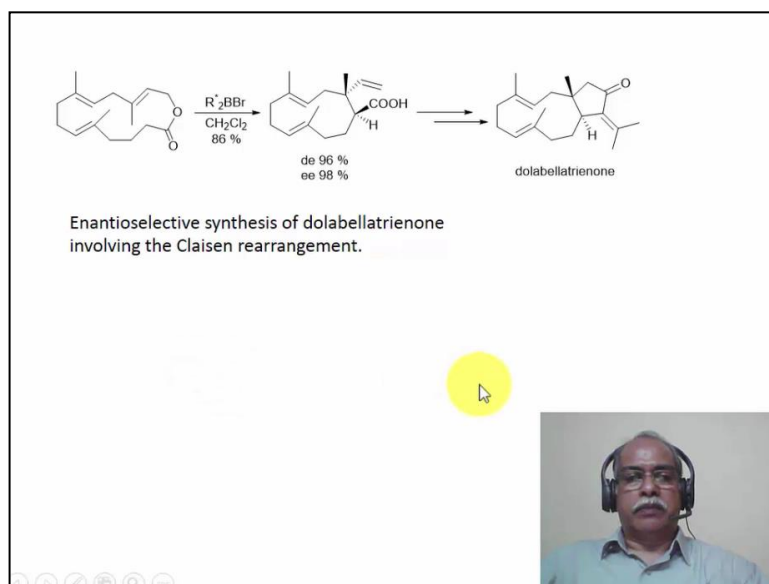 R*2BBr
CH2Cl2
86 %
O
O
COOH
H
de 96 %
ee 98 %
O
H
dolabellatrienone
Enantioselective synthesis of dolabellatrienone
involving the Claisen rearrangement.